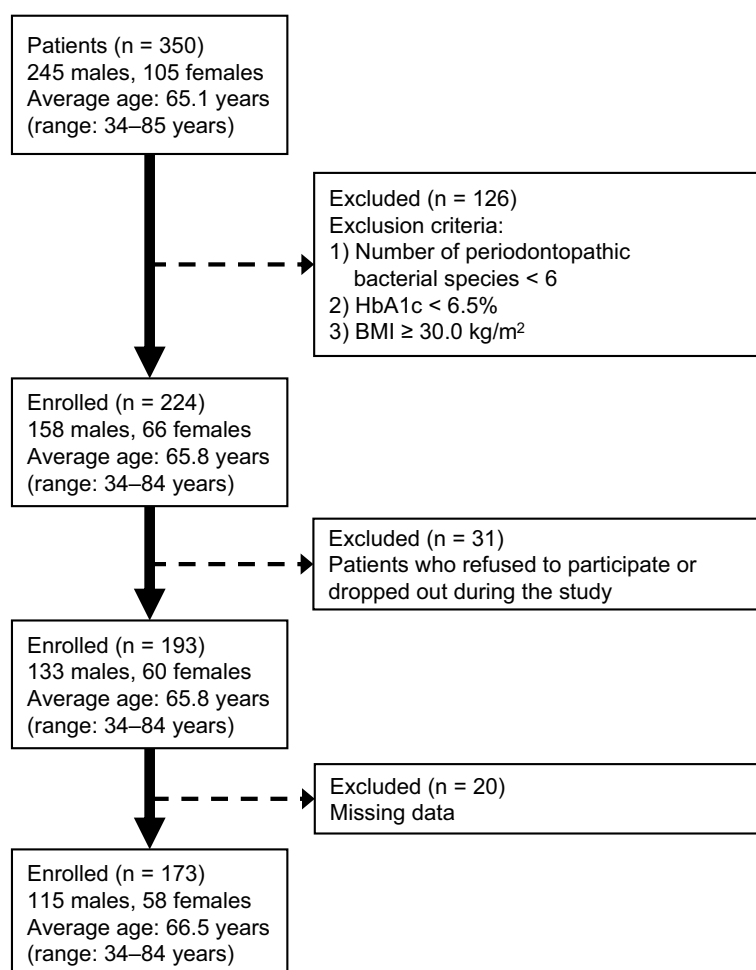 Patients (n = 350)
245 males, 105 females
Average age: 65.1 years
(range: 34–85 years)
Excluded (n = 126)
Exclusion criteria:
1) Number of periodontopathic
bacterial species < 6
2) HbA1c < 6.5%
3) BMI ≥ 30.0 kg/m²
Enrolled (n = 224)
158 males, 66 females
Average age: 65.8 years
(range: 34–84 years)
Excluded (n = 31)
Patients who refused to participate or
dropped out during the study
Enrolled (n = 193)
133 males, 60 females
Average age: 65.8 years
(range: 34–84 years)
Excluded (n = 20)
Missing data
Enrolled (n = 173)
115 males, 58 females
Average age: 66.5 years
(range: 34–84 years)